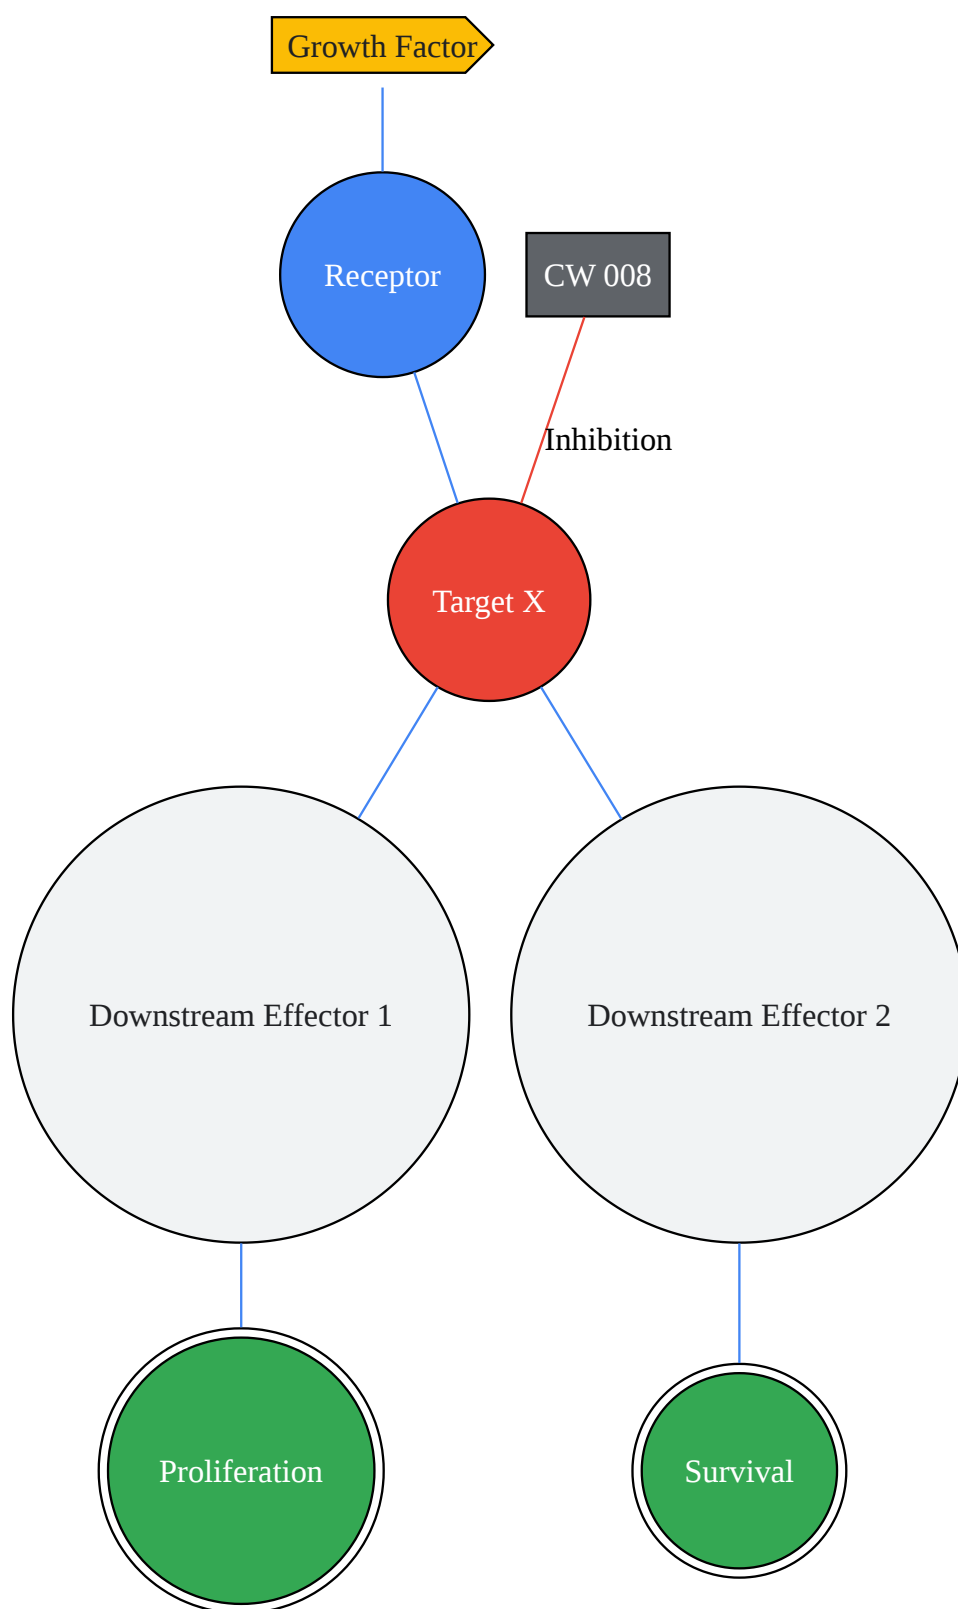 Growth Factor
Receptor
CW 008
Inhibition
Target X
Downstream Effector 1
Downstream Effector 2
Proliferation
Survival